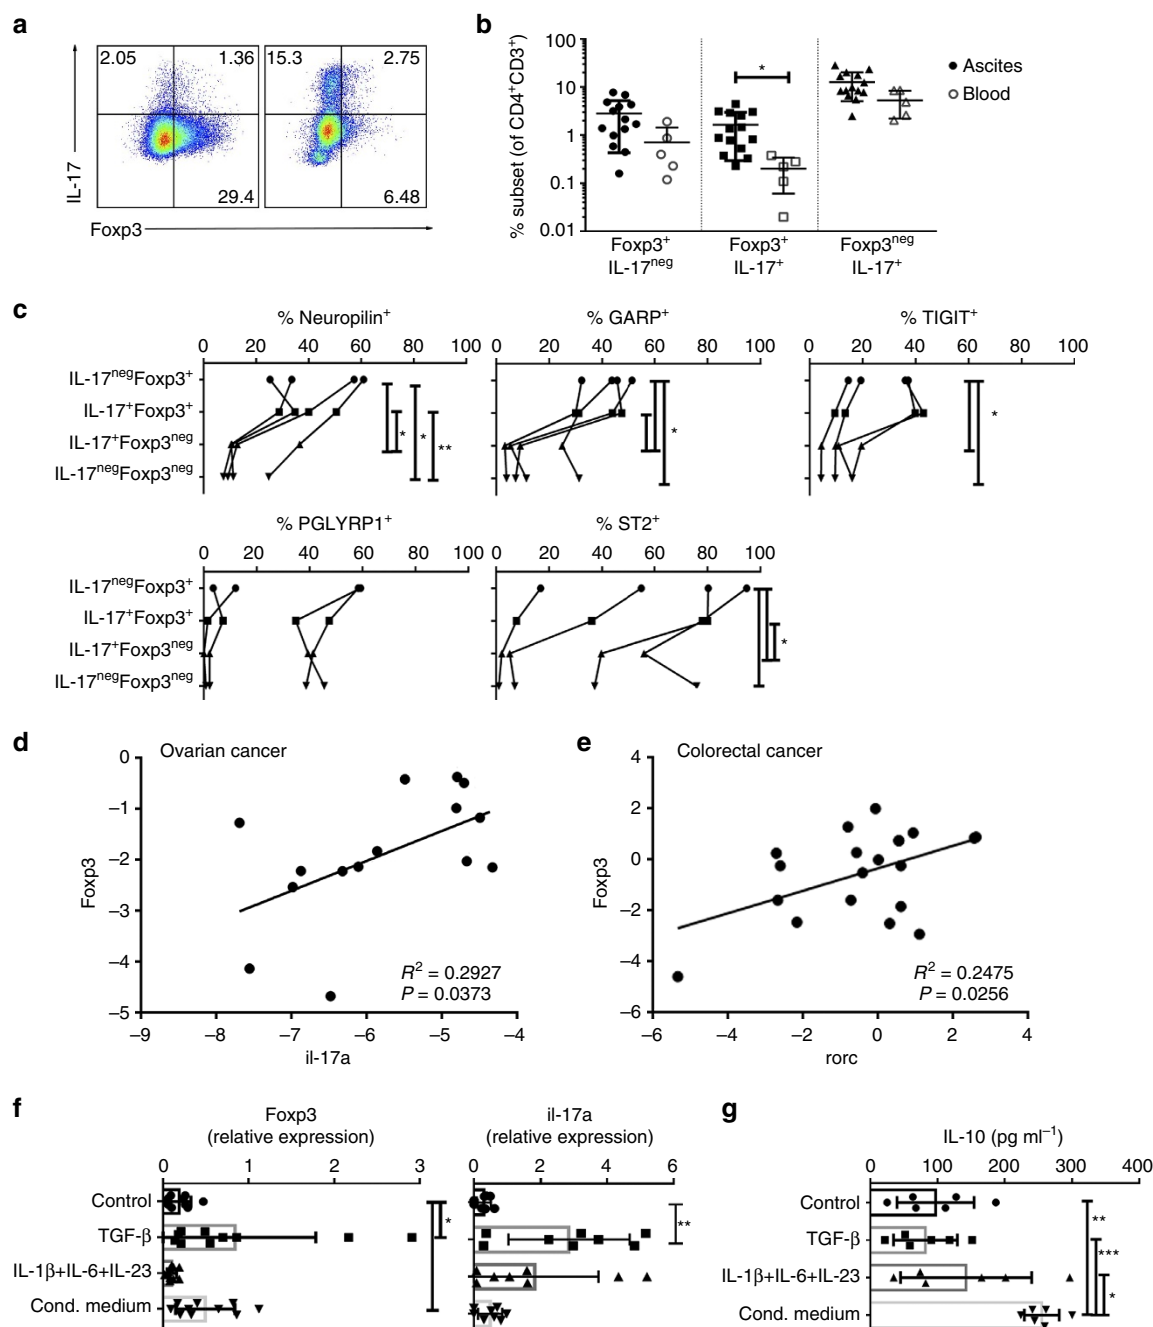 a
2.05
1.36
15.3
2.75
29.4
6.48
IL-17
Foxp3
b
% subset (of CD4⁺CD3⁺)
100
10
1
0.1
0.01
*
Ascites
Blood
Foxp3⁺
IL-17ⁿᵉᵍ
Foxp3⁺
IL-17⁺
Foxp3ⁿᵉᵍ
IL-17⁺
c
% Neuropilin⁺
0 20 40 60 80 100
IL-17ⁿᵉᵍFoxp3⁺
IL-17⁺Foxp3⁺
IL-17⁺Foxp3ⁿᵉᵍ
IL-17ⁿᵉᵍFoxp3ⁿᵉᵍ
* * **
% GARP⁺
0 20 40 60 80 100
*
% TIGIT⁺
0 20 40 60 80 100
*
% PGLYRP1⁺
0 20 40 60 80 100
IL-17ⁿᵉᵍFoxp3⁺
IL-17⁺Foxp3⁺
IL-17⁺Foxp3ⁿᵉᵍ
IL-17ⁿᵉᵍFoxp3ⁿᵉᵍ
% ST2⁺
0 20 40 60 80 100
*
d
Ovarian cancer
Foxp3
0
–1
–2
–3
–4
–5
R² = 0.2927
P = 0.0373
–9 –8 –7 –6 –5 –4
il-17a
e
Colorectal cancer
Foxp3
4
2
0
–2
–4
–6
R² = 0.2475
P = 0.0256
–6 –4 –2 0 2 4
rorc
f
Foxp3
(relative expression)
0 1 2 3
Control
TGF-β
IL-1β+IL-6+IL-23
Cond. medium
*
il-17a
(relative expression)
0 2 4 6
**
g
IL-10 (pg ml⁻¹)
0 100 200 300 400
Control
TGF-β
IL-1β+IL-6+IL-23
Cond. medium
**
***
*